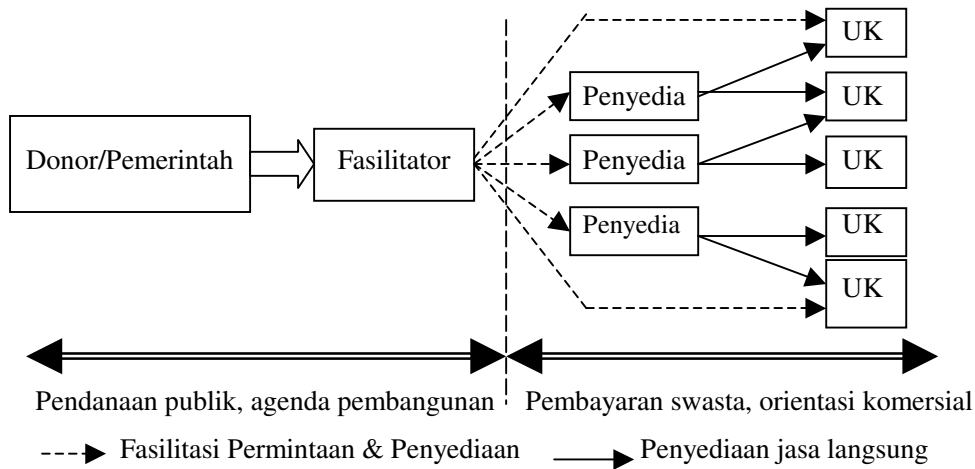 UK
Penyedia
UK
Donor/Pemerintah
Fasilitator
Penyedia
UK
Penyedia
UK
UK
Pendanaan publik, agenda pembangunan
Pembayaran swasta, orientasi komersial
Fasilitasi Permintaan & Penyediaan
Penyediaan jasa langsung